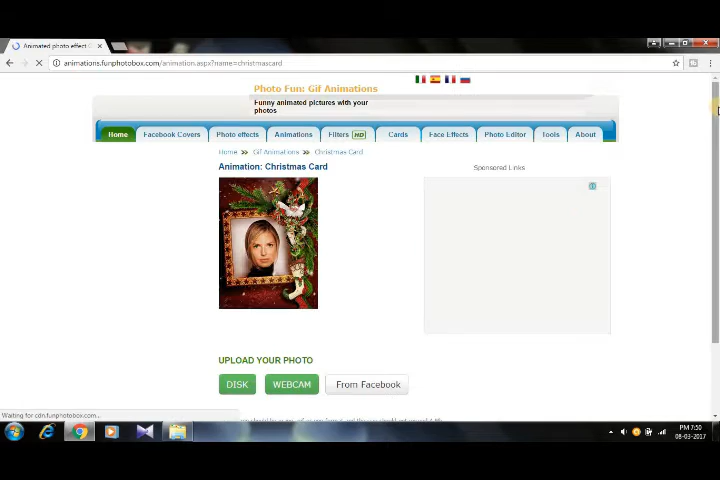 Animated photo effect C
animations.funphotobox.com/animation.aspx?name=christmascard
Photo Fun: Gif Animations
Funny animated pictures with your
photos
Home Facebook Covers Photo effects Animations Filters HD Cards Face Effects Photo Editor Tools About
Home >> Gif Animations >> Christmas Card
Animation: Christmas Card
Sponsored Links
UPLOAD YOUR PHOTO
DISK WEBCAM From Facebook
Waiting for cdn.funphotobox.com...
PM 7:50
08-03-2017